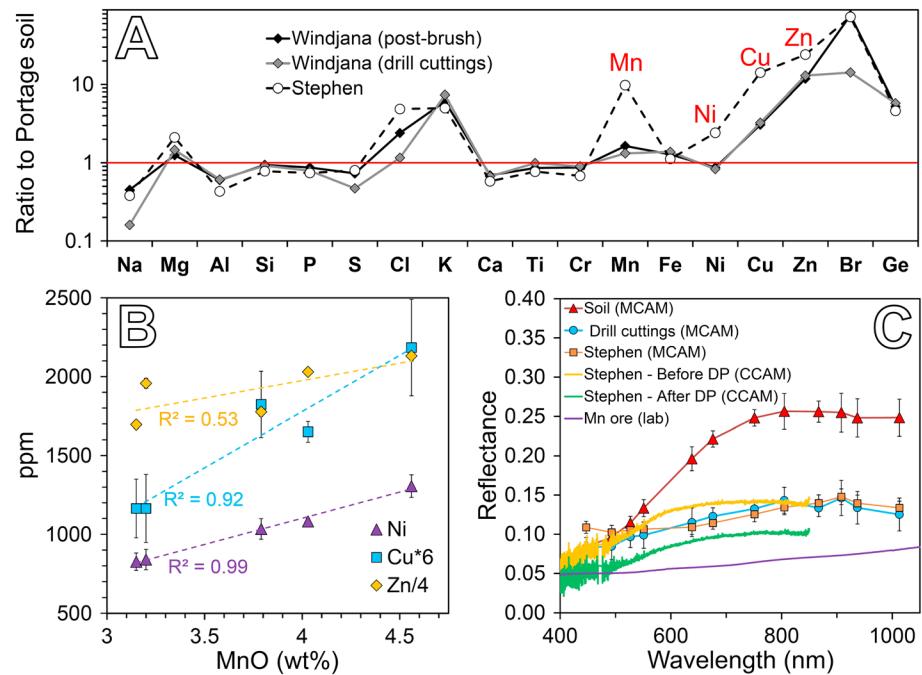 A
Ratio to Portage soil
10
1
0.1
Windjana (post-brush)
Windjana (drill cuttings)
Stephen
Mn
Ni
Cu
Zn
Na Mg Al Si P S Cl K Ca Ti Cr Mn Fe Ni Cu Zn Br Ge
B
ppm
2500
2000
1500
1000
500
R² = 0.53
R² = 0.92
R² = 0.99
Ni
Cu*6
Zn/4
3 3.5 4 4.5
MnO (wt%)
C
Reflectance
0.40
0.35
0.30
0.25
0.20
0.15
0.10
0.05
0.00
Soil (MCAM)
Drill cuttings (MCAM)
Stephen (MCAM)
Stephen - Before DP (CCAM)
Stephen - After DP (CCAM)
Mn ore (lab)
400 600 800 1000
Wavelength (nm)